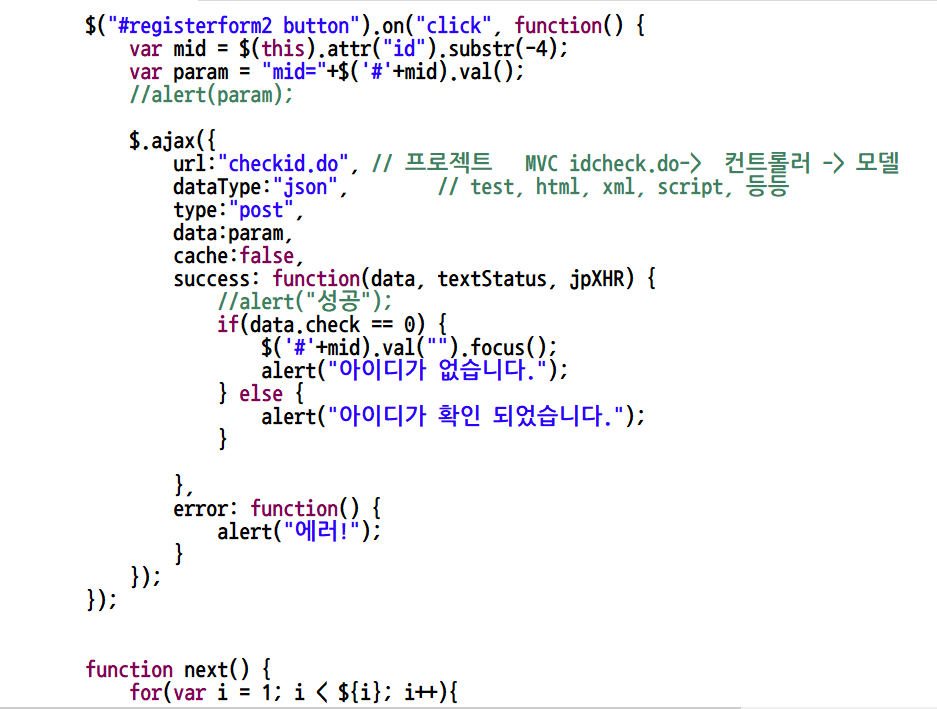 $("#registerform2 button").on("click", function() {
    var mid = $(this).attr("id").substr(-4);
    var param = "mid="+$('#'+mid).val();
    //alert(param);
    $.ajax({
        url:"checkid.do", // 프로젝트   MVC idcheck.do->  컨트롤러 -> 모델
        dataType:"json",        // test, html, xml, script, 등등
        type:"post",
        data:param,
        cache:false,
        success: function(data, textStatus, jpXHR) {
            //alert("성공");
            if(data.check == 0) {
                $('#'+mid).val("").focus();
                alert("아이디가 없습니다.");
            } else {
                alert("아이디가 확인 되었습니다.");
            }
        },
        error: function() {
            alert("에러!");
        }
    });
});
function next() {
    for(var i = 1; i < ${i}; i++){